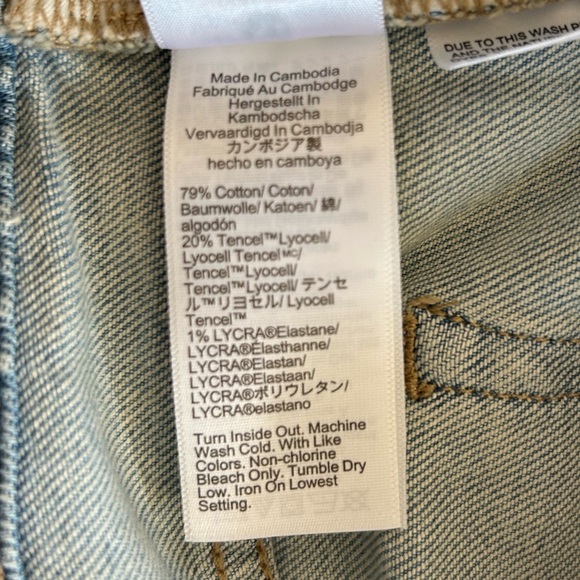 DUE TO THIS WASH
AND THE
Made In Cambodia
Fabriqué Au Cambodge
Hergestellt In
Kambodscha
Vervaardigd In Cambodja
カンボジア製
hecho en camboya
79% Cotton/ Coton/
Baumwolle/ Katoen/ 綿/
algodón
20% Tencel™Lyocell/
Lyocell Tencel MC/
Tencel™Lyocell/
Tencel™Lyocell/ テンセ
ル™リヨセル/ Lyocell
Tencel™
1% LYCRA®Elastane/
LYCRA®Élasthanne/
LYCRA®Elastan/
LYCRA®Elastaan/
LYCRA®ポリウレタン/
LYCRA®elastano
Turn Inside Out. Machine
Wash Cold. With Like
Colors. Non-chlorine
Bleach Only. Tumble Dry
Low. Iron On Lowest
Setting.